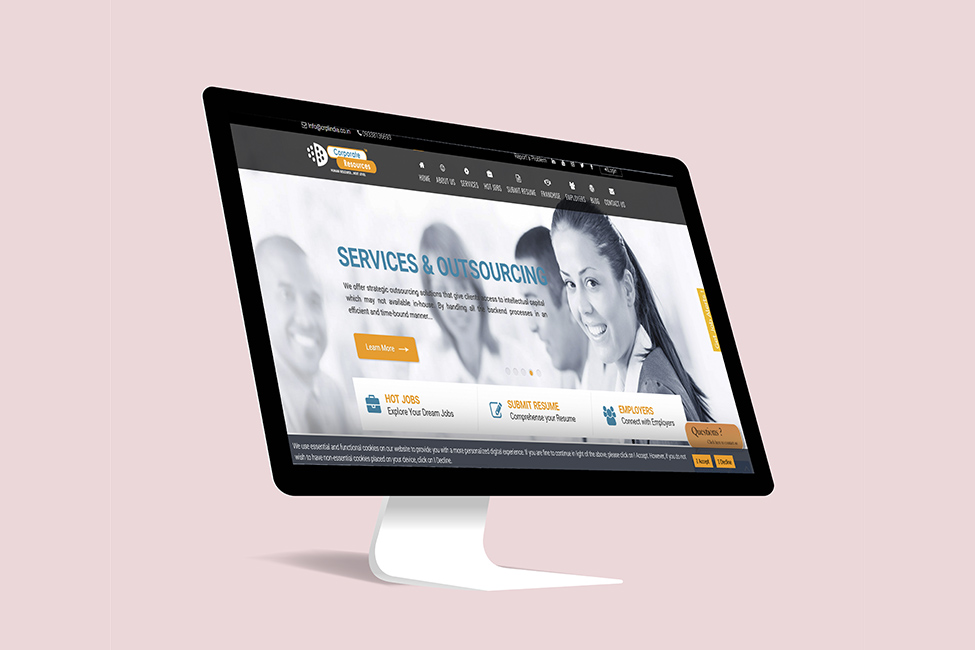 Info@crplindia.co.in 09338136693 Report a Problem Login
Corporate
Resources
HOME ABOUT US SERVICES HOT JOBS SUBMIT RESUME FRANCHISE EMPLOYERS BLOG CONTACT US
SERVICES & OUTSOURCING
We offer strategic outsourcing solutions that give clients access to intellectual capital
which may not available in-house. By handling all the backend processes in an
efficient and time-bound manner...
Learn More
HOT JOBS
Explore Your Dream Jobs
SUBMIT RESUME
Comprehense your Resume
EMPLOYERS
Connect with Employers
Questions ?
We use essential and functional cookies on our website to provide you with a more personalized digital experience. If you are fine to continue in light of the above, please click on I Accept. However, if you do not
wish to have non-essential cookies placed on your device, click on I Decline.
I Accept I Decline